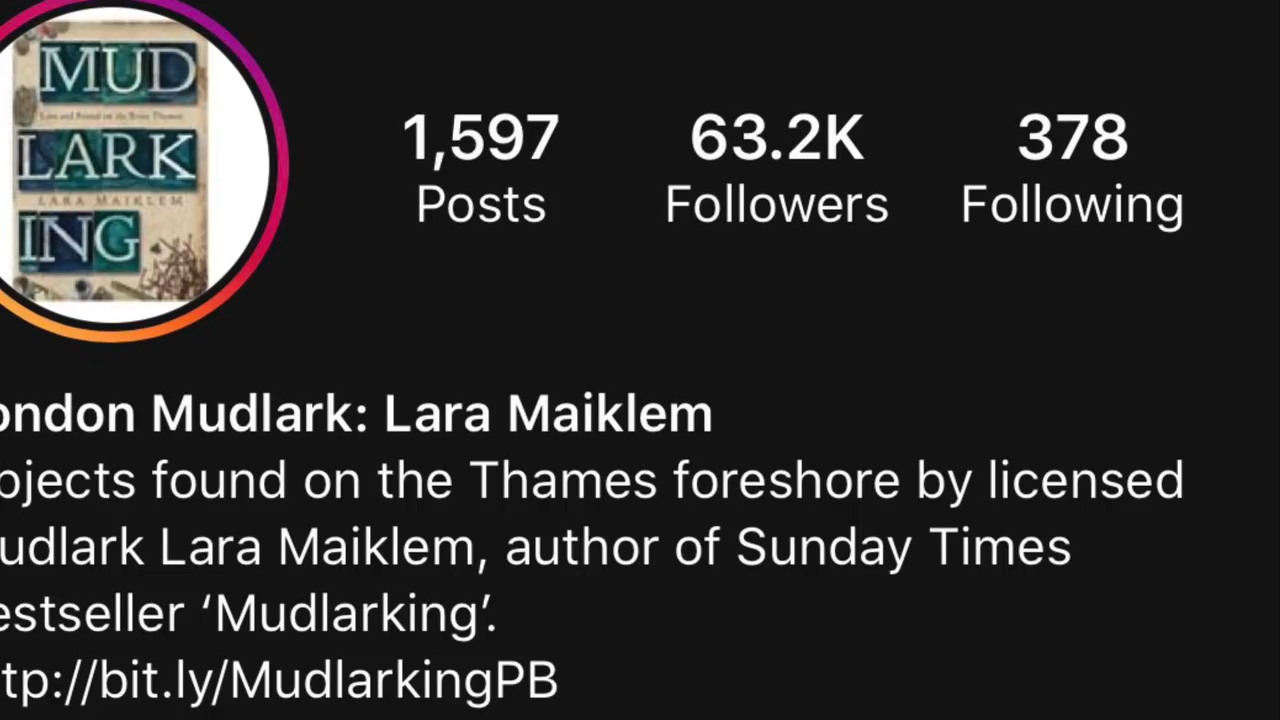 MUD
LARK
LARA MAIKLEM
ING
1,597 63.2K 378
Posts Followers Following
ondon Mudlark: Lara Maiklem
bjects found on the Thames foreshore by licensed
udlark Lara Maiklem, author of Sunday Times
estseller ‘Mudlarking’.
tp://bit.ly/MudlarkingPB